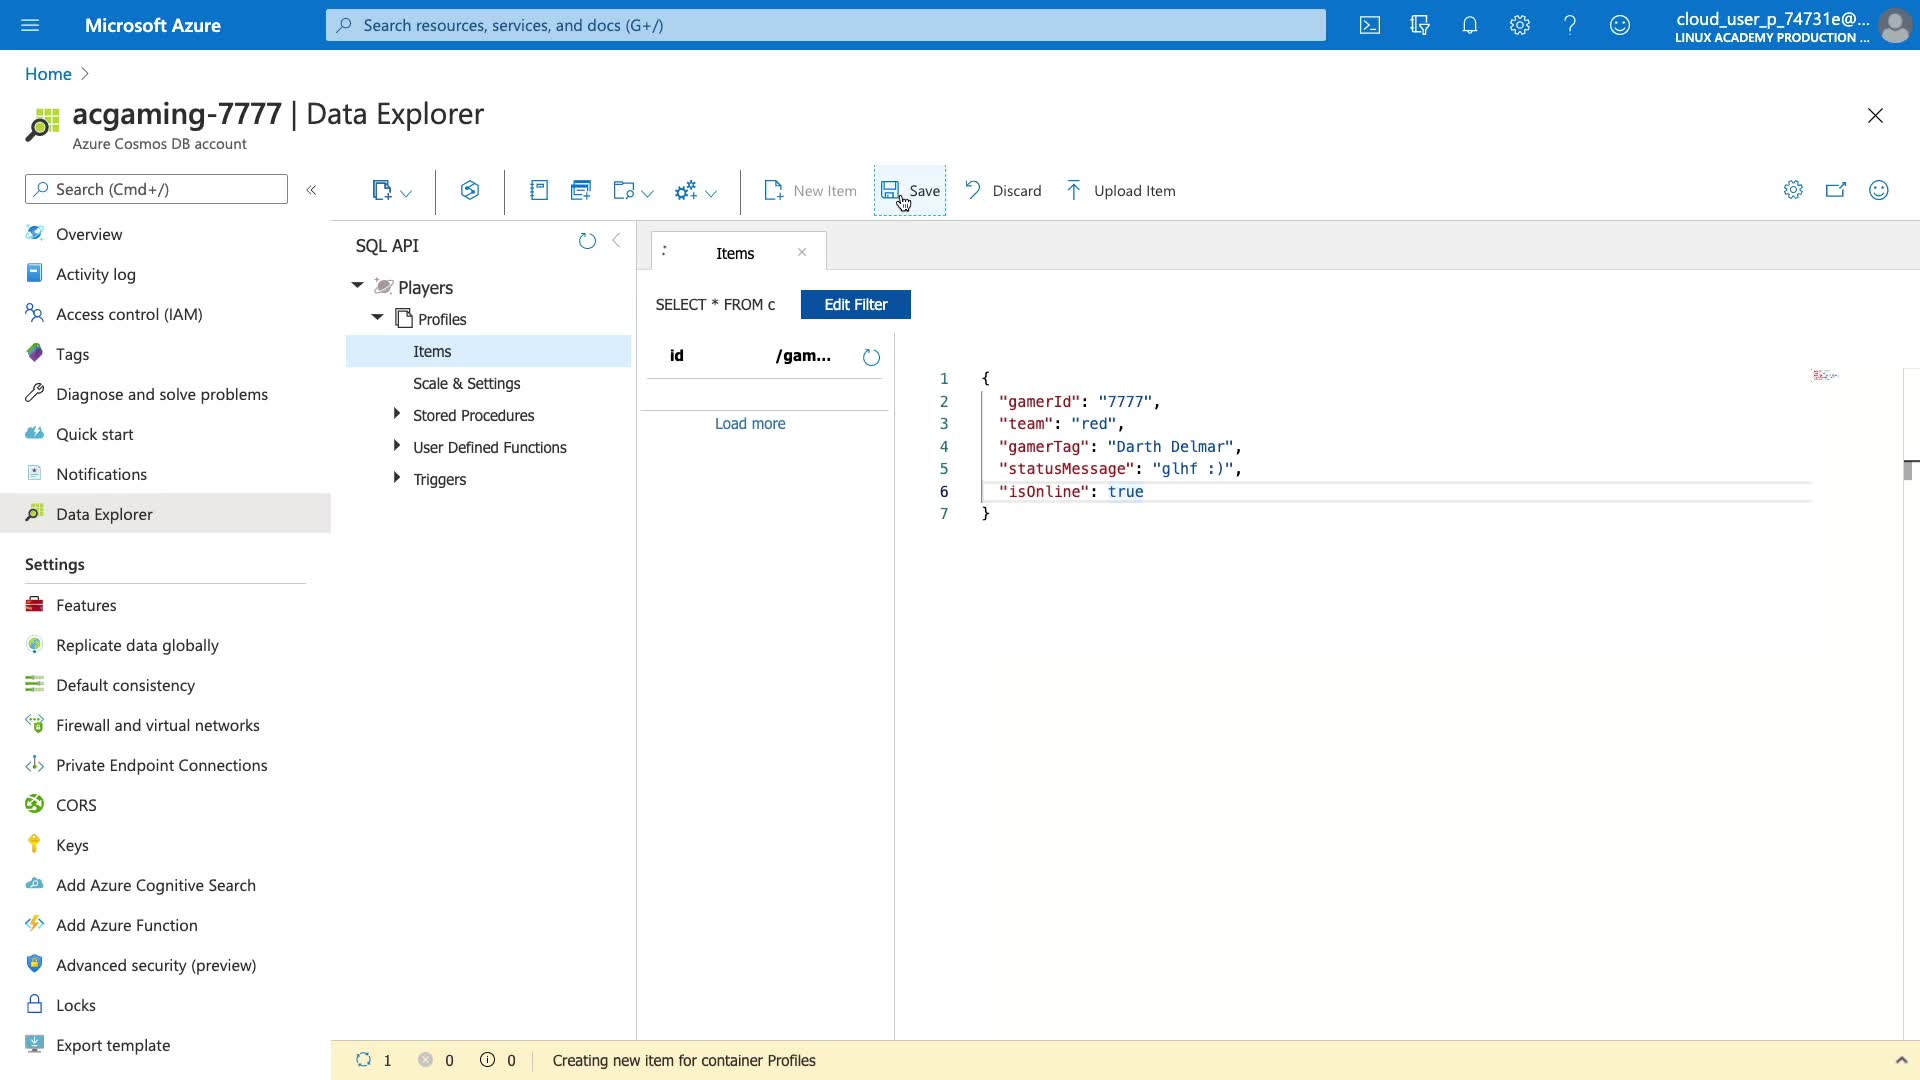 Microsoft Azure
Search resources, services, and docs (G+/)
cloud_user_p_74731e@...
LINUX ACADEMY PRODUCTION ...
Home
acgaming-7777 | Data Explorer
Azure Cosmos DB account
Search (Cmd+/)
New Item
Save
Discard
Upload Item
Overview
Activity log
Access control (IAM)
Tags
Diagnose and solve problems
Quick start
Notifications
Data Explorer
Settings
Features
Replicate data globally
Default consistency
Firewall and virtual networks
Private Endpoint Connections
CORS
Keys
Add Azure Cognitive Search
Add Azure Function
Advanced security (preview)
Locks
Export template
SQL API
Players
Profiles
Items
Scale & Settings
Stored Procedures
User Defined Functions
Triggers
: Items
SELECT * FROM c
Edit Filter
id /gam...
Load more
1 {
2 "gamerId": "7777",
3 "team": "red",
4 "gamerTag": "Darth Delmar",
5 "statusMessage": "glhf :)",
6 "isOnline": true
7 }
1 0 0 Creating new item for container Profiles